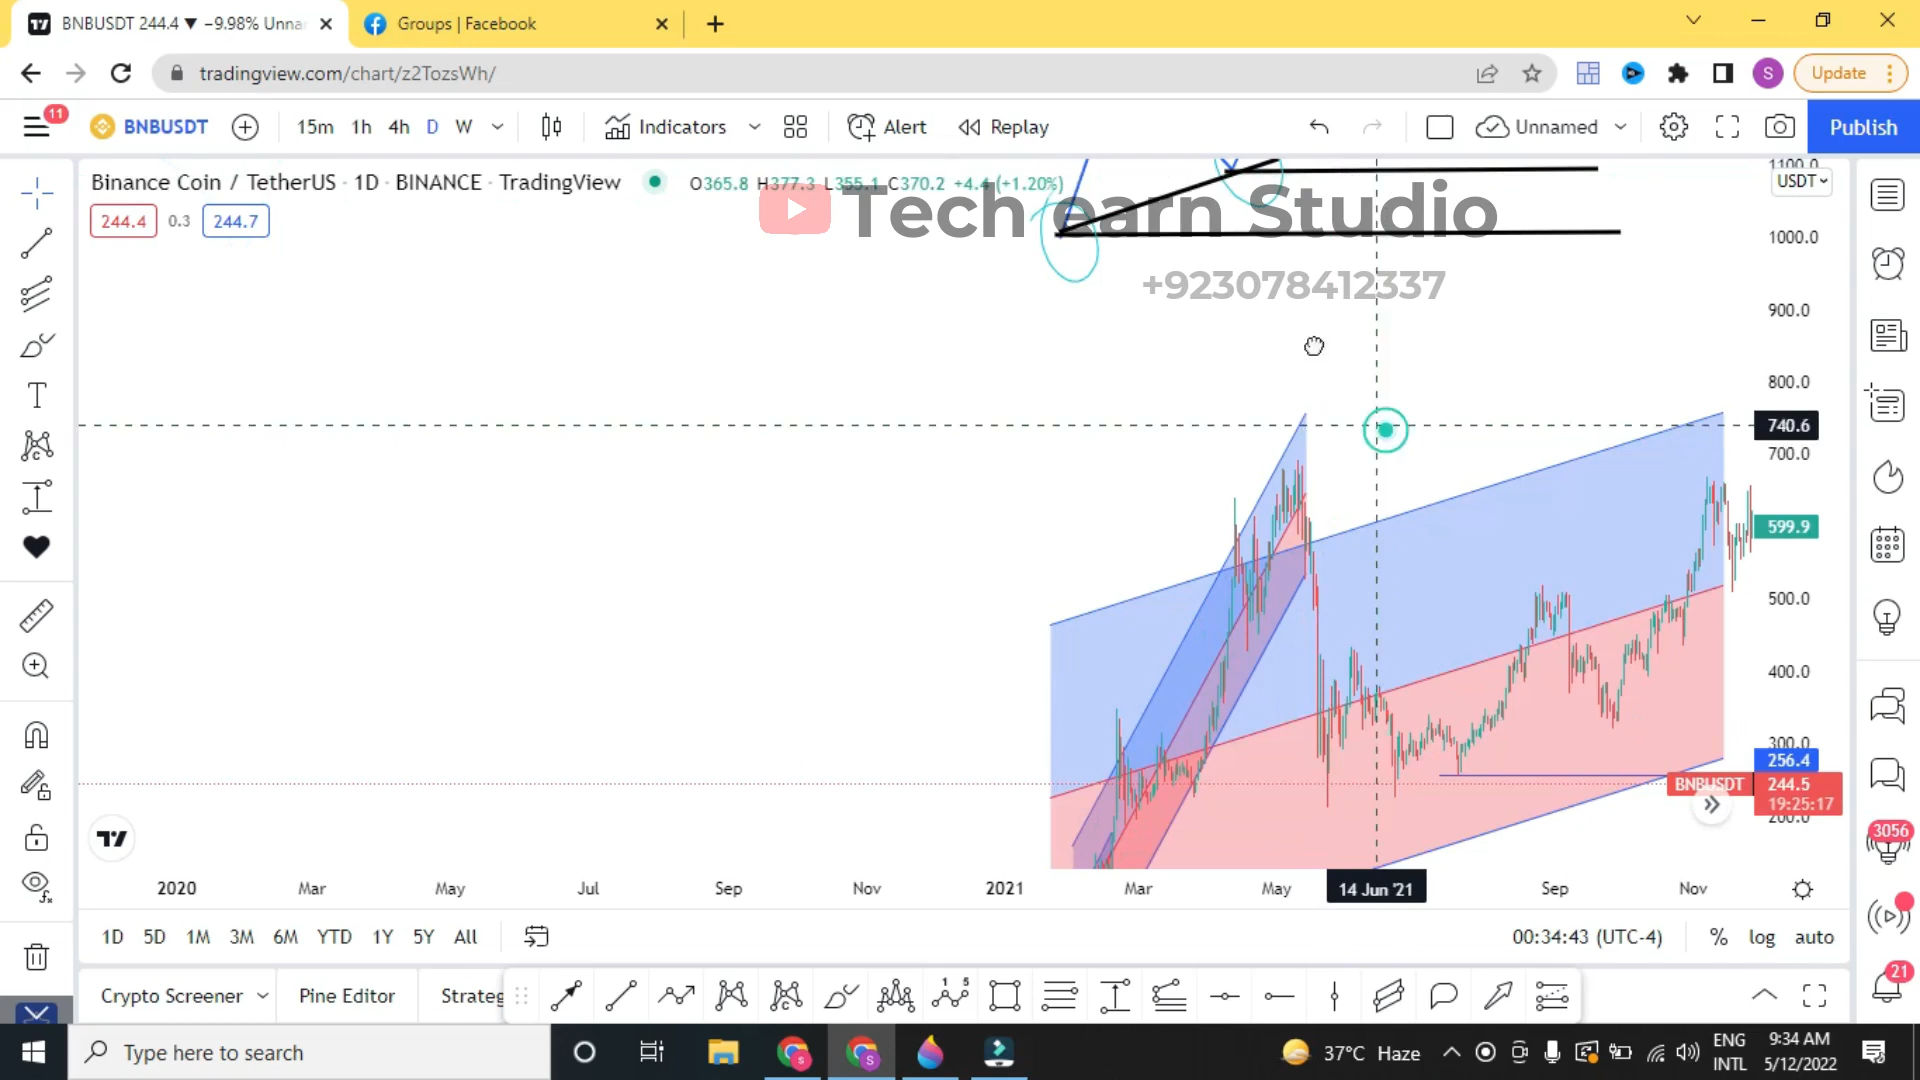 BNBUSDT 244.4 ▼ −9.98% Unna
Groups | Facebook
tradingview.com/chart/z2TozsWh/
S
Update
11
BNBUSDT
15m 1h 4h D W
Indicators
Alert
Replay
Unnamed
Publish
Binance Coin / TetherUS · 1D · BINANCE · TradingView
O365.8 H377.3 L355.1 C370.2 +4.4 (+1.20%)
244.4 0.3 244.7
Tech earn Studio
+923078412337
1100.0
USDT
1000.0
900.0
800.0
740.6
700.0
599.9
500.0
400.0
300.0
256.4
BNBUSDT 244.5
19:25:17
200.0
3056
2020 Mar May Jul Sep Nov 2021 Mar May 14 Jun '21 Sep Nov
1D 5D 1M 3M 6M YTD 1Y 5Y All
00:34:43 (UTC-4) % log auto
21
Crypto Screener Pine Editor Strateg
Type here to search
37°C Haze
ENG
INTL
9:34 AM
5/12/2022